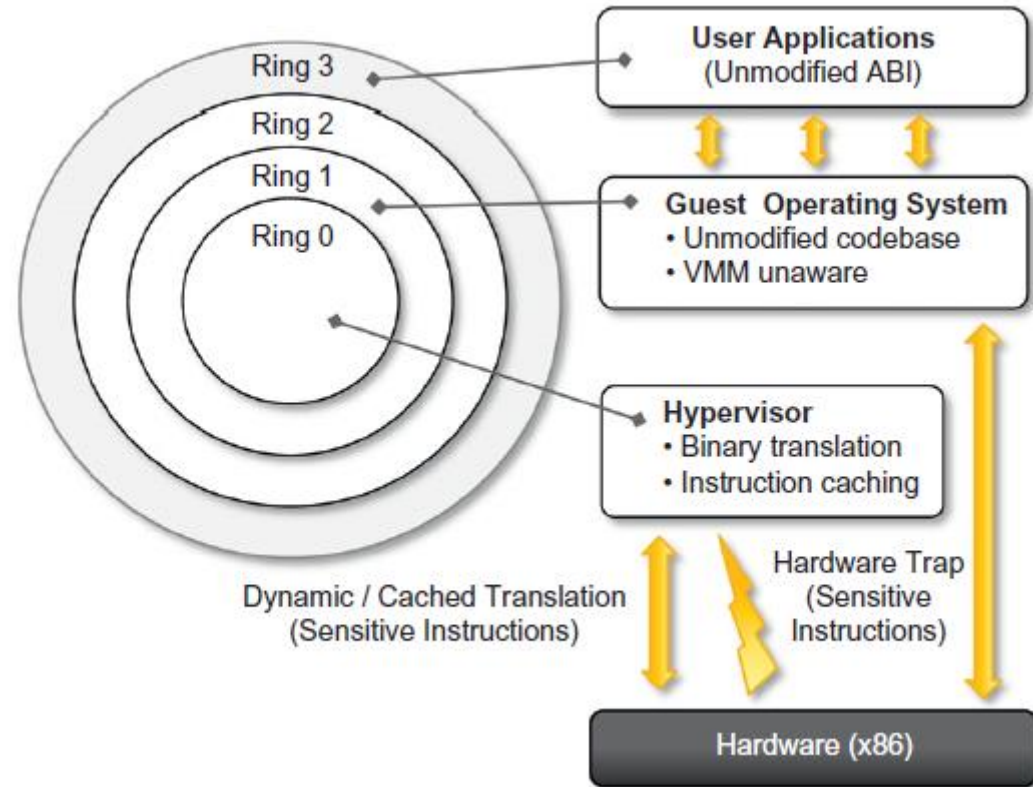 Ring 3
Ring 2
Ring 1
Ring 0
User Applications
(Unmodified ABI)
Guest Operating System
• Unmodified codebase
• VMM unaware
Hypervisor
• Binary translation
• Instruction caching
Dynamic / Cached Translation
(Sensitive Instructions)
Hardware Trap
(Sensitive
Instructions)
Hardware (x86)